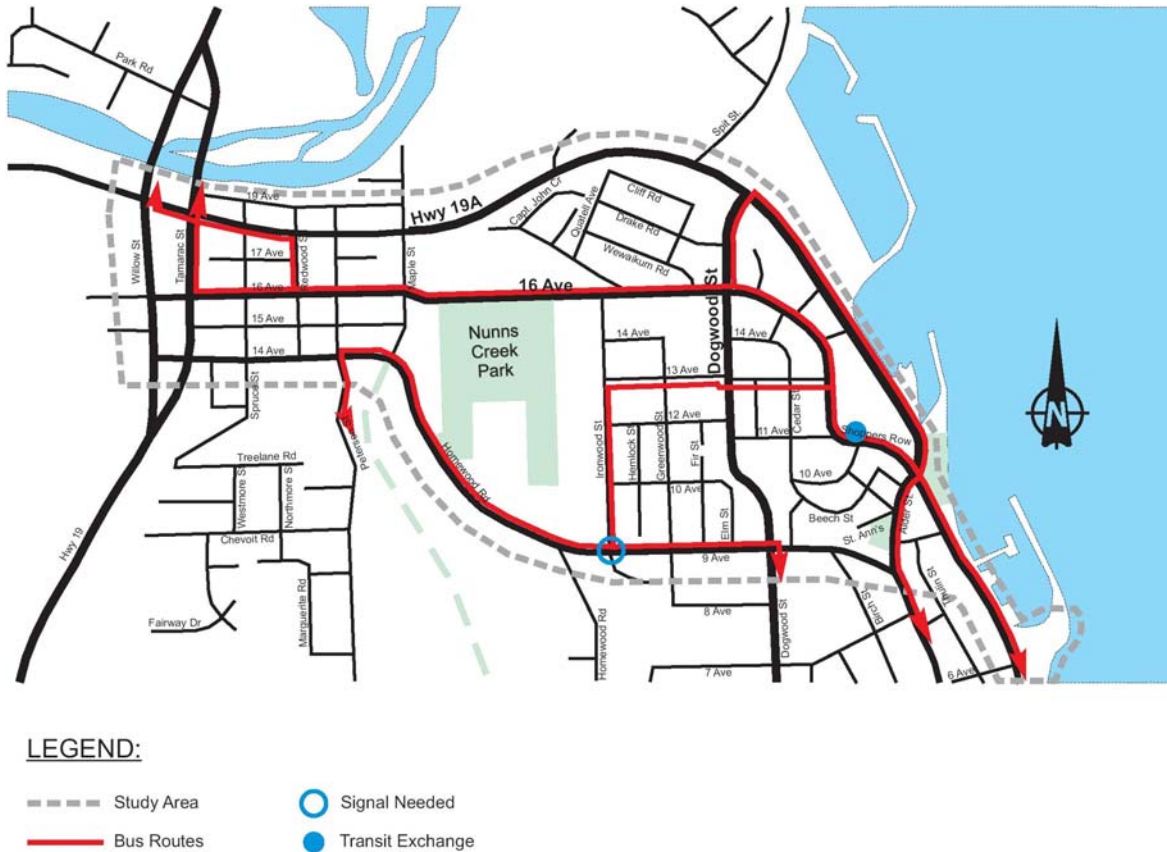 Park Rd
Spit St.
19 Ave
Hwy 19A
Capt. John Cr
Quatell Ave
Cliff Rd
Drake Rd
Wewaikum Rd
Willow St
Tamarac St
17 Ave
Redwood St
Maple St
16 Ave
16 Ave
Dogwood St
15 Ave
14 Ave
Nunns
Creek
Park
14 Ave
14 Ave
13 Ave
Spruce St
Petersen St
Ironwood St
Hemlock St
Greenwood St
12 Ave
Fir St
Cedar St
11 Ave
Shoppers Row
Treelane Rd
Westmore St
Northmore St
Homewood Rd
10 Ave
10 Ave
Elm St
Beech St
St. Ann's
Alder St
N
Hwy 19
Chevoit Rd
9 Ave
Marguerite Rd
Fairway Dr
8 Ave
Homewood Rd
Dogwood St
Birch St
Thulin St
7 Ave
6 Ave
LEGEND:
Study Area
Signal Needed
Bus Routes
Transit Exchange